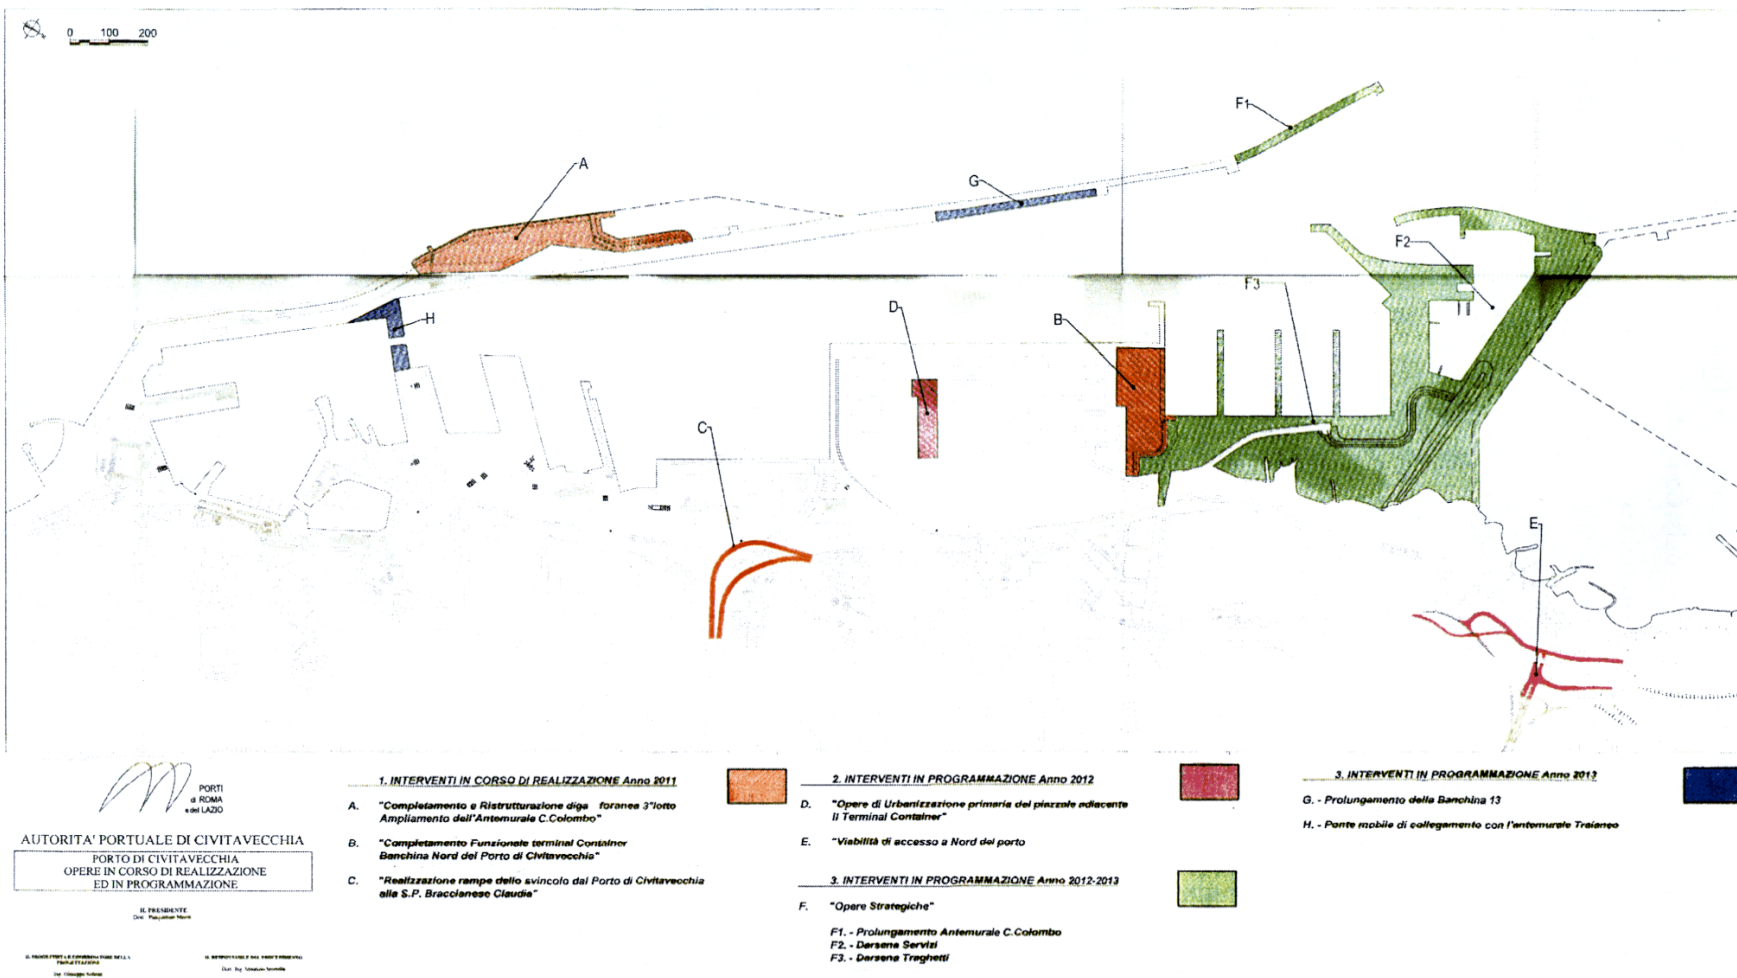 0 100 200
F1
A
G
F2
F3
H
D
B
C
E
PORTI
di ROMA
e del LAZIO
AUTORITA' PORTUALE DI CIVITAVECCHIA
PORTO DI CIVITAVECCHIA
OPERE IN CORSO DI REALIZZAZIONE
ED IN PROGRAMMAZIONE
IL PRESIDENTE
1. INTERVENTI IN CORSO DI REALIZZAZIONE Anno 2011
A. "Completamento e Ristrutturazione diga foranea 3°lotto
Ampliamento dell'Antemurale C.Colombo"
B. "Completamento Funzionale terminal Container
Banchina Nord del Porto di Civitavecchia"
C. "Realizzazione rampe dello svincolo dal Porto di Civitavecchia
alla S.P. Braccianese Claudia"
2. INTERVENTI IN PROGRAMMAZIONE Anno 2012
D. "Opere di Urbanizzazione primaria del piazzale adiacente
il Terminal Container"
E. "Viabilità di accesso a Nord del porto
3. INTERVENTI IN PROGRAMMAZIONE Anno 2012-2013
F. "Opere Strategiche"
F1. - Prolungamento Antemurale C.Colombo
F2. - Darsena Servizi
F3. - Darsena Traghetti
3. INTERVENTI IN PROGRAMMAZIONE Anno 2013
G. - Prolungamento della Banchina 13
H. - Ponte mobile di collegamento con l'antemurale Traianeo